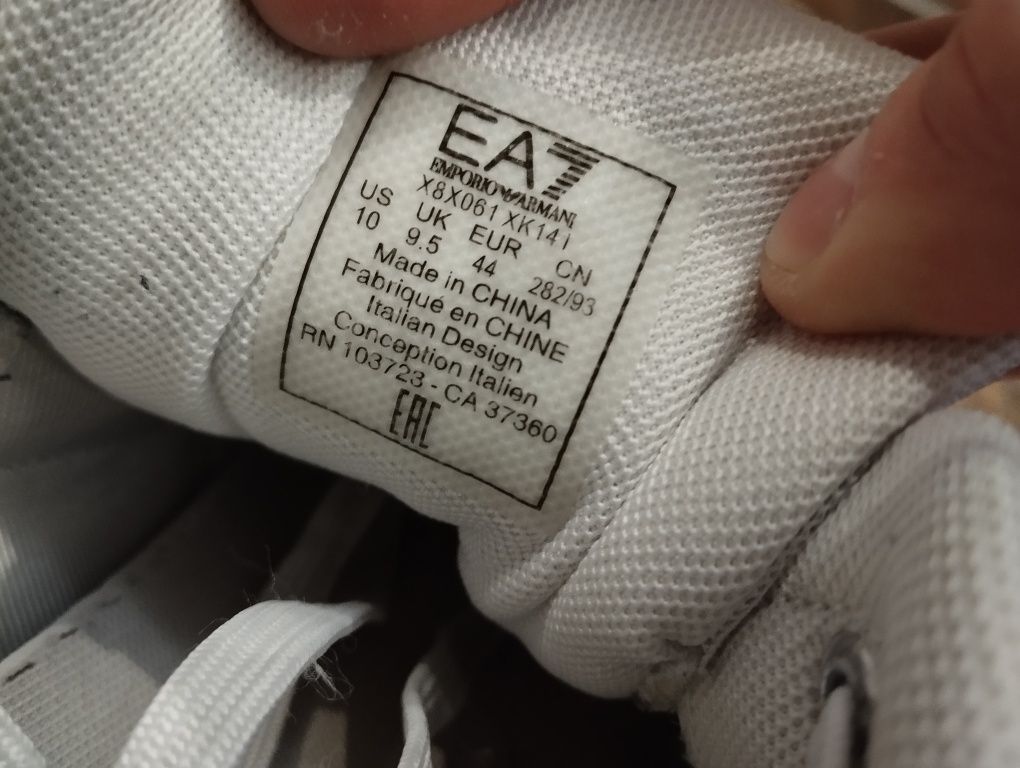 EA7
EMPORIO ARMANI
X8X061 XK141
US UK EUR CN
10 9.5 44 282/93
Made in CHINA
Fabriqué en CHINE
Italian Design
Conception Italien
RN 103723 - CA 37360
EAC